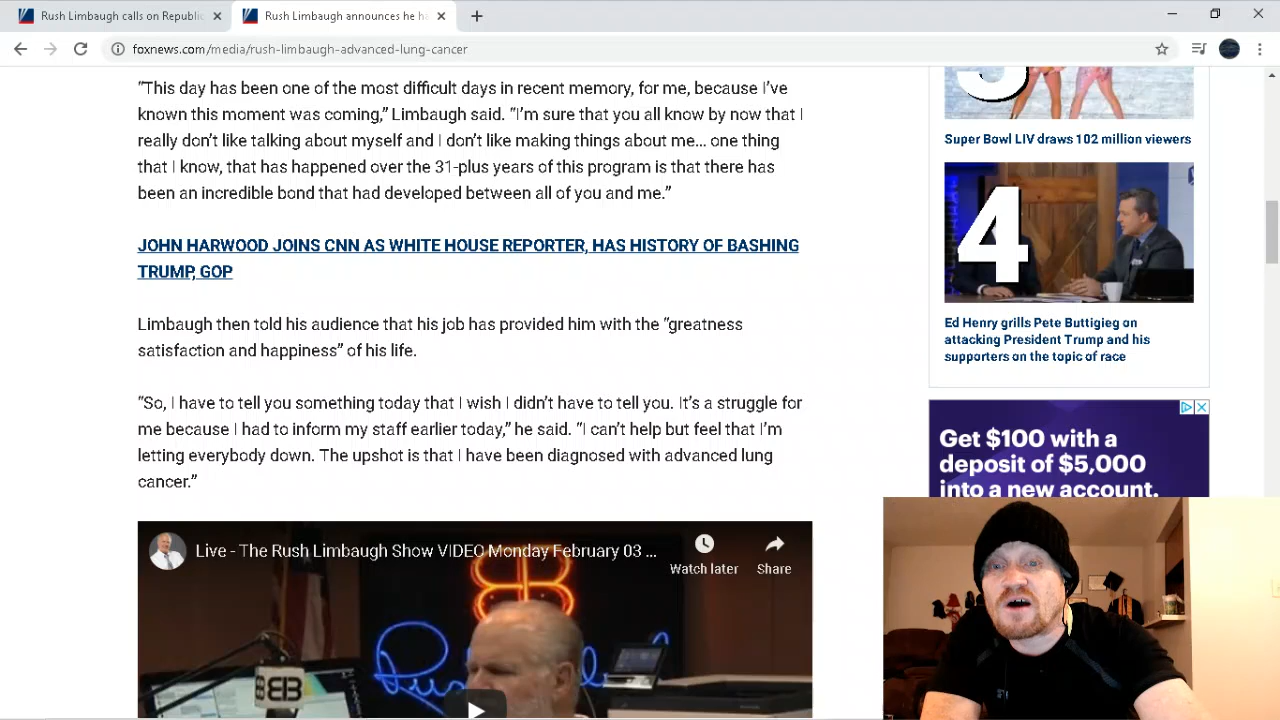 Rush Limbaugh calls on Republic
Rush Limbaugh announces he ha
foxnews.com/media/rush-limbaugh-advanced-lung-cancer
“This day has been one of the most difficult days in recent memory, for me, because I’ve
known this moment was coming,” Limbaugh said. “I’m sure that you all know by now that I
really don’t like talking about myself and I don’t like making things about me… one thing
that I know, that has happened over the 31-plus years of this program is that there has
been an incredible bond that had developed between all of you and me.”
JOHN HARWOOD JOINS CNN AS WHITE HOUSE REPORTER, HAS HISTORY OF BASHING
TRUMP, GOP
Limbaugh then told his audience that his job has provided him with the “greatness
satisfaction and happiness” of his life.
“So, I have to tell you something today that I wish I didn’t have to tell you. It’s a struggle for
me because I had to inform my staff earlier today,” he said. “I can’t help but feel that I’m
letting everybody down. The upshot is that I have been diagnosed with advanced lung
cancer.”
Live - The Rush Limbaugh Show VIDEO Monday February 03 ...
Watch later
Share
EIB
3
Super Bowl LIV draws 102 million viewers
4
Ed Henry grills Pete Buttigieg on
attacking President Trump and his
supporters on the topic of race
Get $100 with a
deposit of $5,000
into a new account.